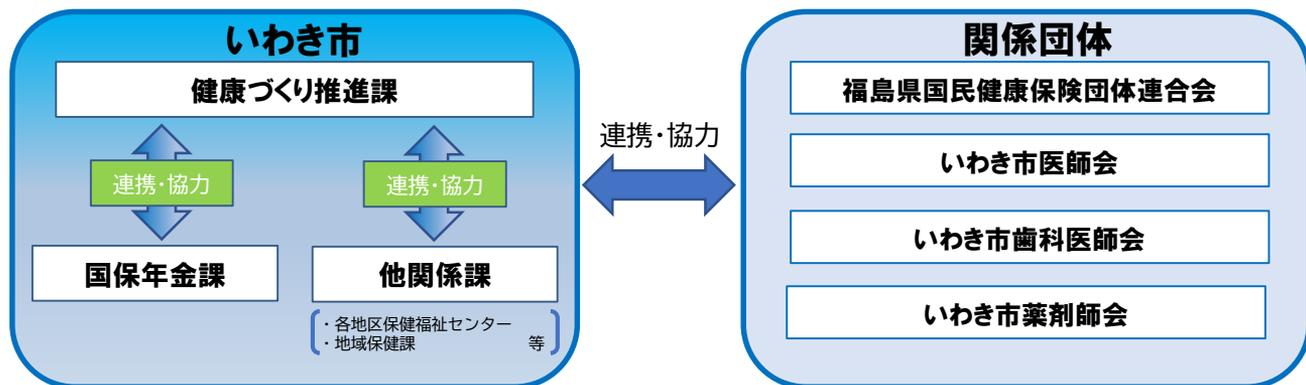 いわき市
健康づくり推進課
連携・協力
連携・協力
国保年金課
他関係課
・各地区保健福祉センター
・地域保健課 等
連携・協力
関係団体
福島県国民健康保険団体連合会
いわき市医師会
いわき市歯科医師会
いわき市薬剤師会